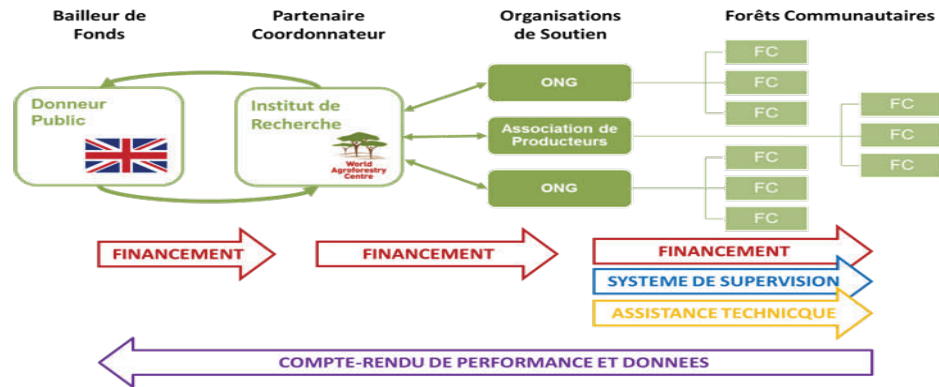 Bailleur de
Fonds
Partenaire
Coordonnateur
Organisations
de Soutien
Forêts Communautaires
Donneur
Public
Institut de
Recherche
World
Agroforestry
Centre
ONG
Association de
Producteurs
ONG
FC
FC
FC
FC
FC
FC
FC
FC
FC
FINANCEMENT
FINANCEMENT
FINANCEMENT
SYSTEME DE SUPERVISION
ASSISTANCE TECHNICQUE
COMPTE-RENDU DE PERFORMANCE ET DONNEES